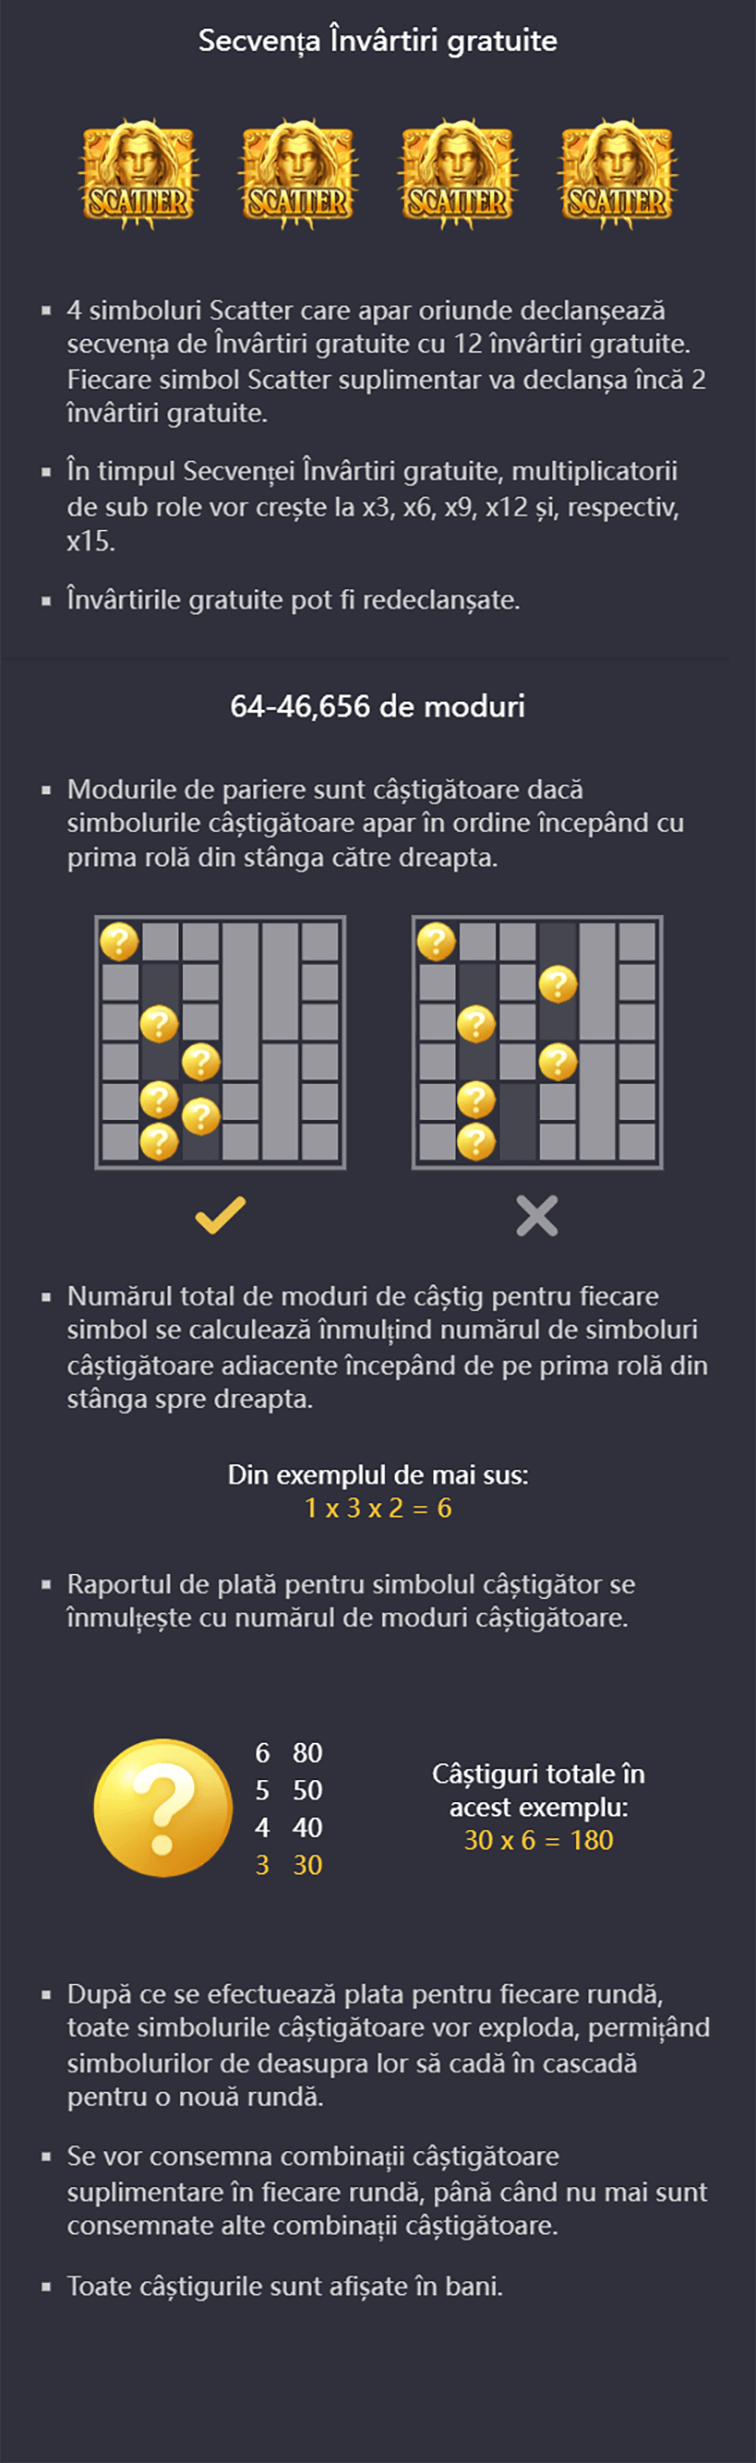 Secvența Învârtiri gratuite
SCATTER SCATTER SCATTER SCATTER
4 simboluri Scatter care apar oriunde declanșează
secvența de Învârtiri gratuite cu 12 învârtiri gratuite.
Fiecare simbol Scatter suplimentar va declanșa încă 2
învârtiri gratuite.
În timpul Secvenței Învârtiri gratuite, multiplicatorii
de sub role vor crește la x3, x6, x9, x12 și, respectiv,
x15.
Învârtirile gratuite pot fi redeclanșate.
64-46,656 de moduri
Modurile de pariere sunt câștigătoare dacă
simbolurile câștigătoare apar în ordine începând cu
prima rolă din stânga către dreapta.
? ?
?
? ?
? ?
? ?
?
? ?
Numărul total de moduri de câștig pentru fiecare
simbol se calculează înmulțind numărul de simboluri
câștigătoare adiacente începând de pe prima rolă din
stânga spre dreapta.
Din exemplul de mai sus:
1 x 3 x 2 = 6
Raportul de plată pentru simbolul câștigător se
înmulțește cu numărul de moduri câștigătoare.
?
6 80
5 50
4 40
3 30
Câștiguri totale în
acest exemplu:
30 x 6 = 180
După ce se efectuează plata pentru fiecare rundă,
toate simbolurile câștigătoare vor exploda, permițând
simbolurilor de deasupra lor să cadă în cascadă
pentru o nouă rundă.
Se vor consemna combinații câștigătoare
suplimentare în fiecare rundă, până când nu mai sunt
consemnate alte combinații câștigătoare.
Toate câștigurile sunt afișate în bani.